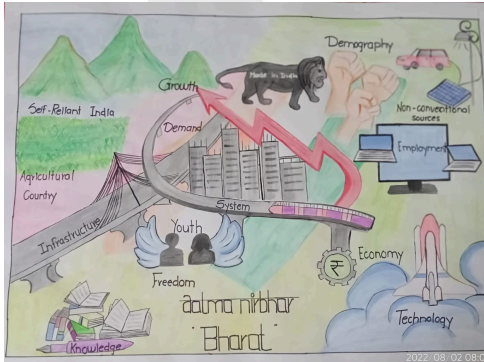 Demography
Made in India
Growth
Non-conventional
sources
Self-Reliant India
Demand
Employment
Agricultural
Country
System
Youth
Infrastructure
Economy
₹
Freedom
aatma nirbhar
"Bharat"
Technology
Knowledge
2022/08/02 08:0